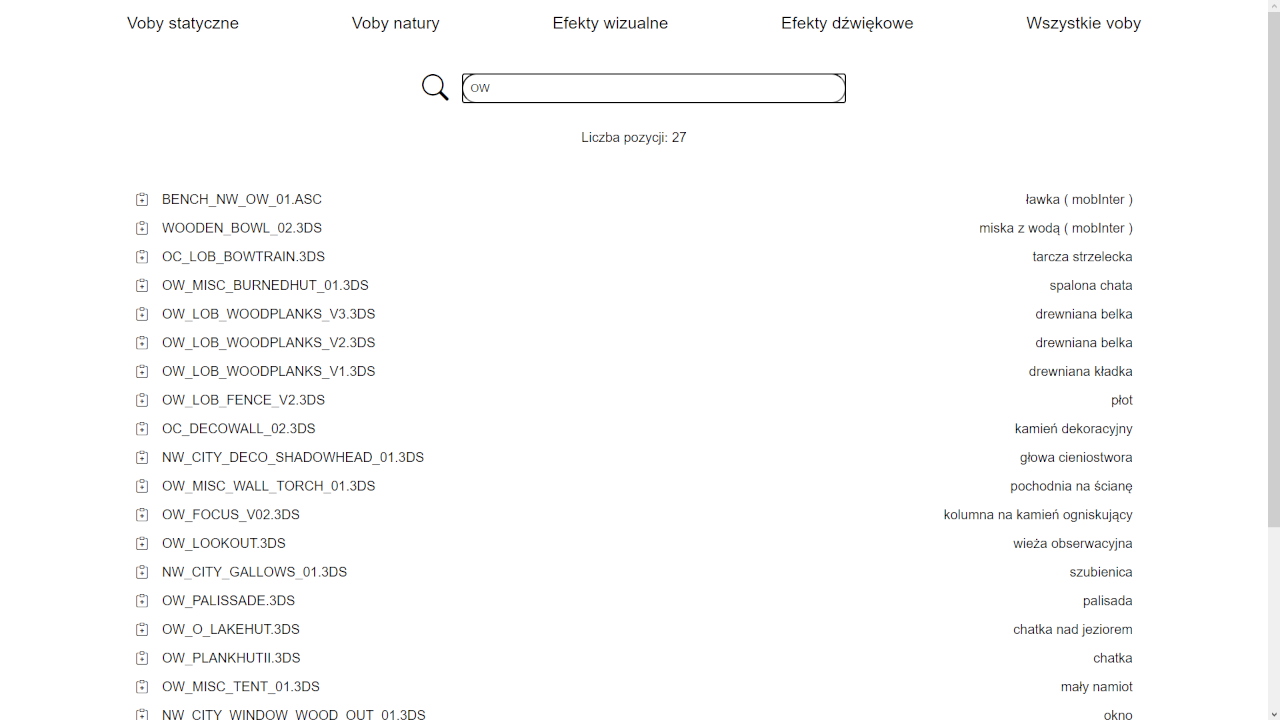 Voby statyczne Voby natury Efekty wizualne Efekty dźwiękowe Wszystkie voby
OW
Liczba pozycji: 27
BENCH_NW_OW_01.ASC ławka ( mobInter )
WOODEN_BOWL_02.3DS miska z wodą ( mobInter )
OC_LOB_BOWTRAIN.3DS tarcza strzelecka
OW_MISC_BURNEDHUT_01.3DS spalona chata
OW_LOB_WOODPLANKS_V3.3DS drewniana belka
OW_LOB_WOODPLANKS_V2.3DS drewniana belka
OW_LOB_WOODPLANKS_V1.3DS drewniana kładka
OW_LOB_FENCE_V2.3DS płot
OC_DECOWALL_02.3DS kamień dekoracyjny
NW_CITY_DECO_SHADOWHEAD_01.3DS głowa cieniostwora
OW_MISC_WALL_TORCH_01.3DS pochodnia na ścianę
OW_FOCUS_V02.3DS kolumna na kamień ogniskujący
OW_LOOKOUT.3DS wieża obserwacyjna
NW_CITY_GALLOWS_01.3DS szubienica
OW_PALISSADE.3DS palisada
OW_O_LAKEHUT.3DS chatka nad jeziorem
OW_PLANKHUTII.3DS chatka
OW_MISC_TENT_01.3DS mały namiot
NW_CITY_WINDOW_WOOD_OUT_01.3DS okno